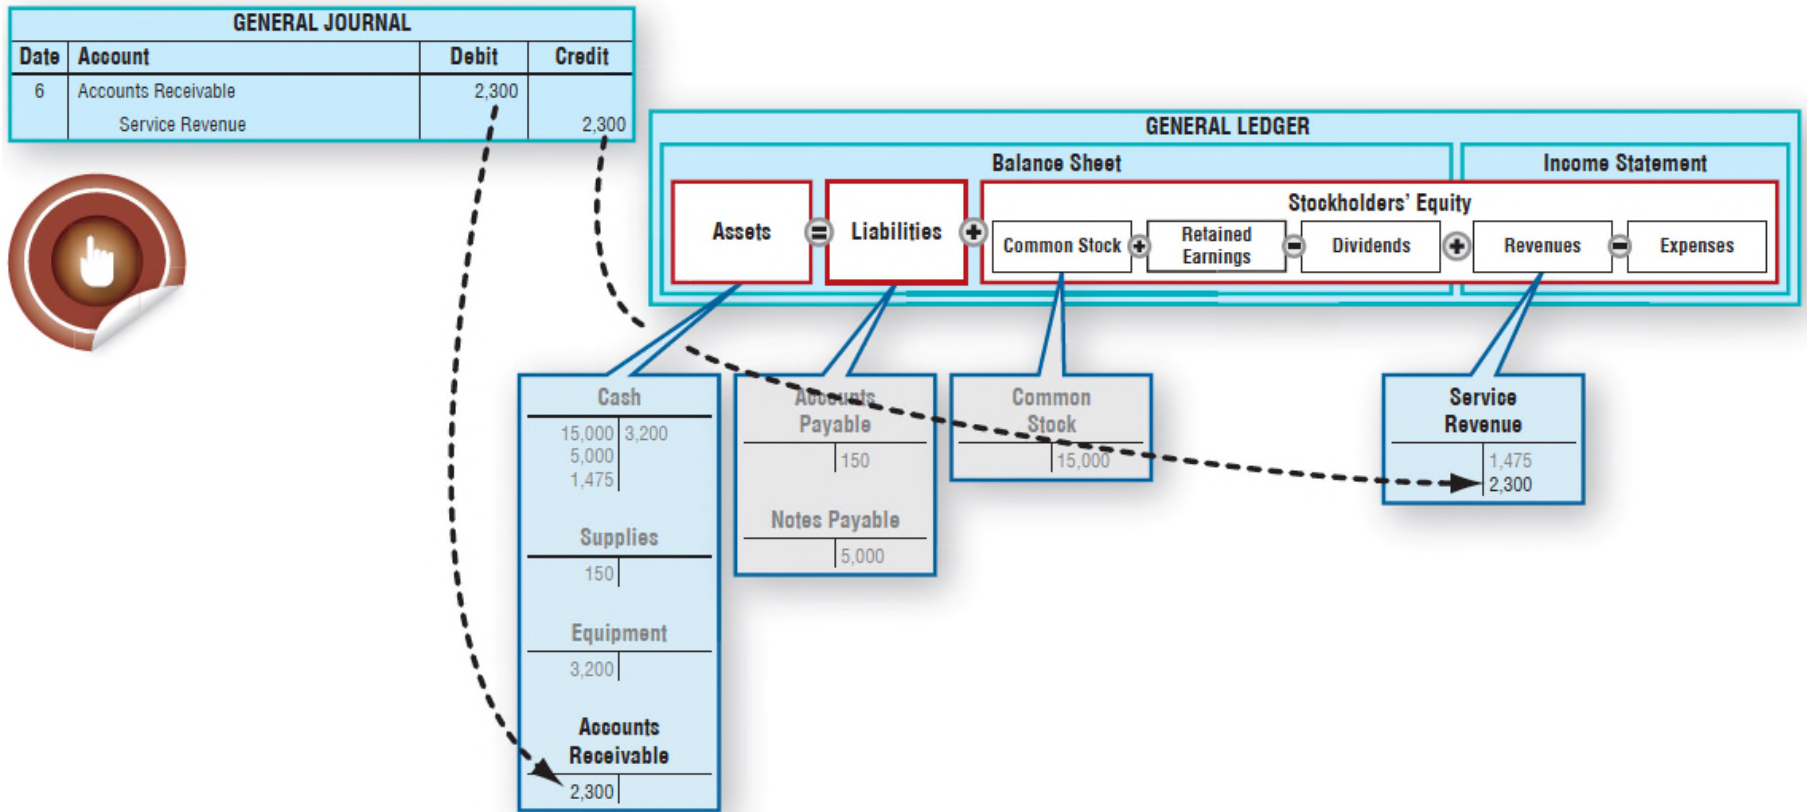 GENERAL JOURNAL
Date Account Debit Credit
6 Accounts Receivable 2,300
Service Revenue 2,300
GENERAL LEDGER
Balance Sheet Income Statement
Stockholders' Equity
Assets = Liabilities + Common Stock + Retained Earnings − Dividends + Revenues − Expenses
Cash
15,000 3,200
5,000
1,475
Supplies
150
Equipment
3,200
Accounts
Receivable
2,300
Accounts
Payable
150
Notes Payable
5,000
Common
Stock
15,000
Service
Revenue
1,475
2,300